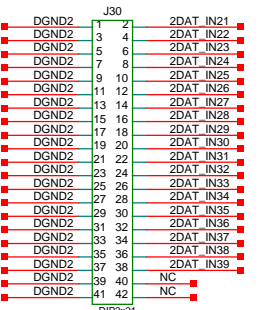 J30
DGND2 1 2 2DAT_IN21
DGND2 3 4 2DAT_IN22
DGND2 5 6 2DAT_IN23
DGND2 7 8 2DAT_IN24
DGND2 9 10 2DAT_IN25
DGND2 11 12 2DAT_IN26
DGND2 13 14 2DAT_IN27
DGND2 15 16 2DAT_IN28
DGND2 17 18 2DAT_IN29
DGND2 19 20 2DAT_IN30
DGND2 21 22 2DAT_IN31
DGND2 23 24 2DAT_IN32
DGND2 25 26 2DAT_IN33
DGND2 27 28 2DAT_IN34
DGND2 29 30 2DAT_IN35
DGND2 31 32 2DAT_IN36
DGND2 33 34 2DAT_IN37
DGND2 35 36 2DAT_IN38
DGND2 37 38 2DAT_IN39
DGND2 39 40 NC
DGND2 41 42 NC
DIP2x21